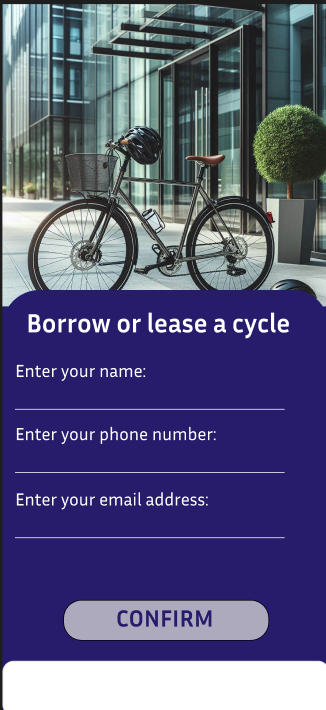 Borrow or lease a cycle
Enter your name:
Enter your phone number:
Enter your email address:
CONFIRM